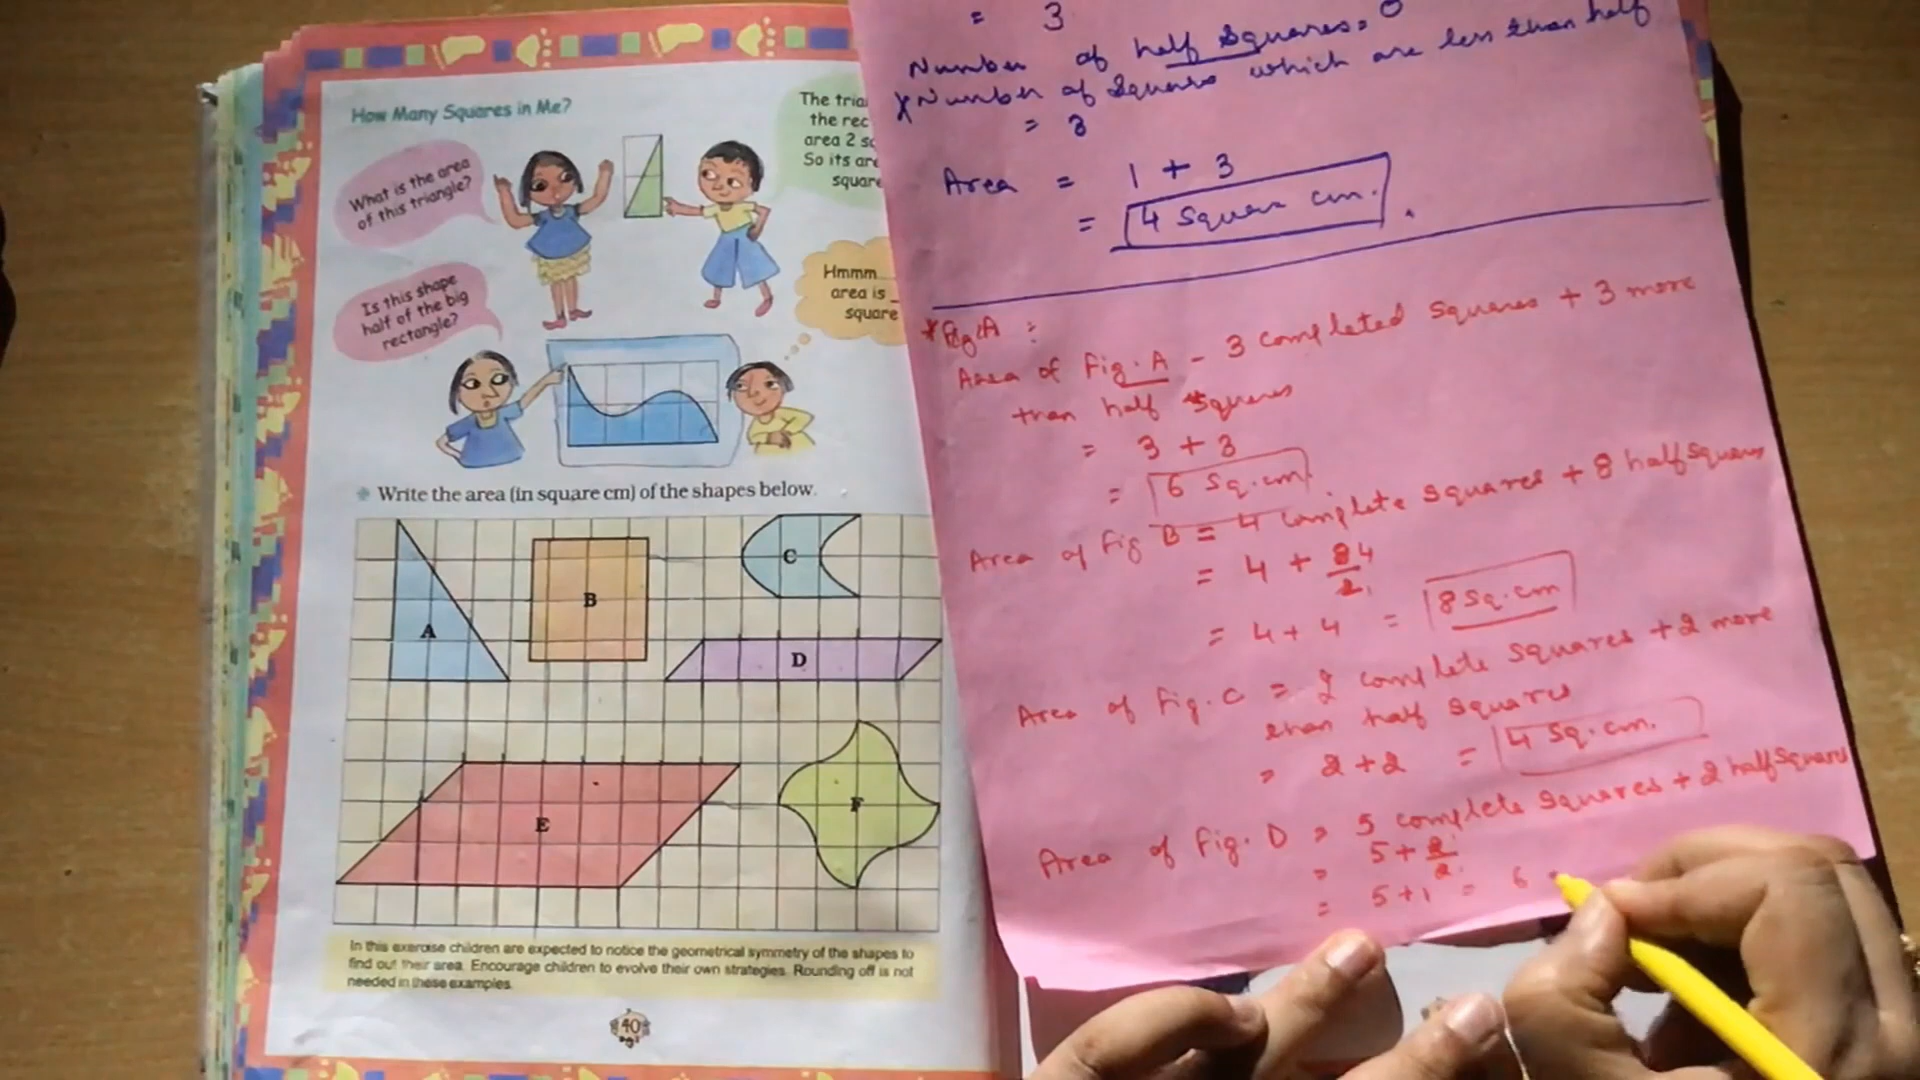 How Many Squares in Me?
What is the area
of this triangle?
The tria
the rec
area 2 sq
So its are
square
Is this shape
half of the big
rectangle?
Hmmm...
area is _
square
Write the area (in square cm) of the shapes below.
A
B
C
D
E
F
In this exercise children are expected to notice the geometrical symmetry of the shapes to
find out their area. Encourage children to evolve their own strategies. Rounding off is not
needed in these examples.
40
= 3
Number of half Squares = 0
* Number of Squares which are less than half
= 3
Area = 1 + 3
= 4 Square cm.
* Fig A :
Area of Fig. A - 3 completed Squares + 3 more
than half Squares
= 3 + 3
= 6 Sq.cm
Area of Fig B = 4 Complete Squares + 8 half Squares
= 4 + 8/2 4
= 4 + 4 = 8 Sq.cm
Area of Fig. C = 2 complete Squares + 2 more
than half Squares
= 2 + 2 = 4 Sq.cm.
Area of Fig. D = 5 complete Squares + 2 half Square
= 5 + 2/2
= 5 + 1 = 6